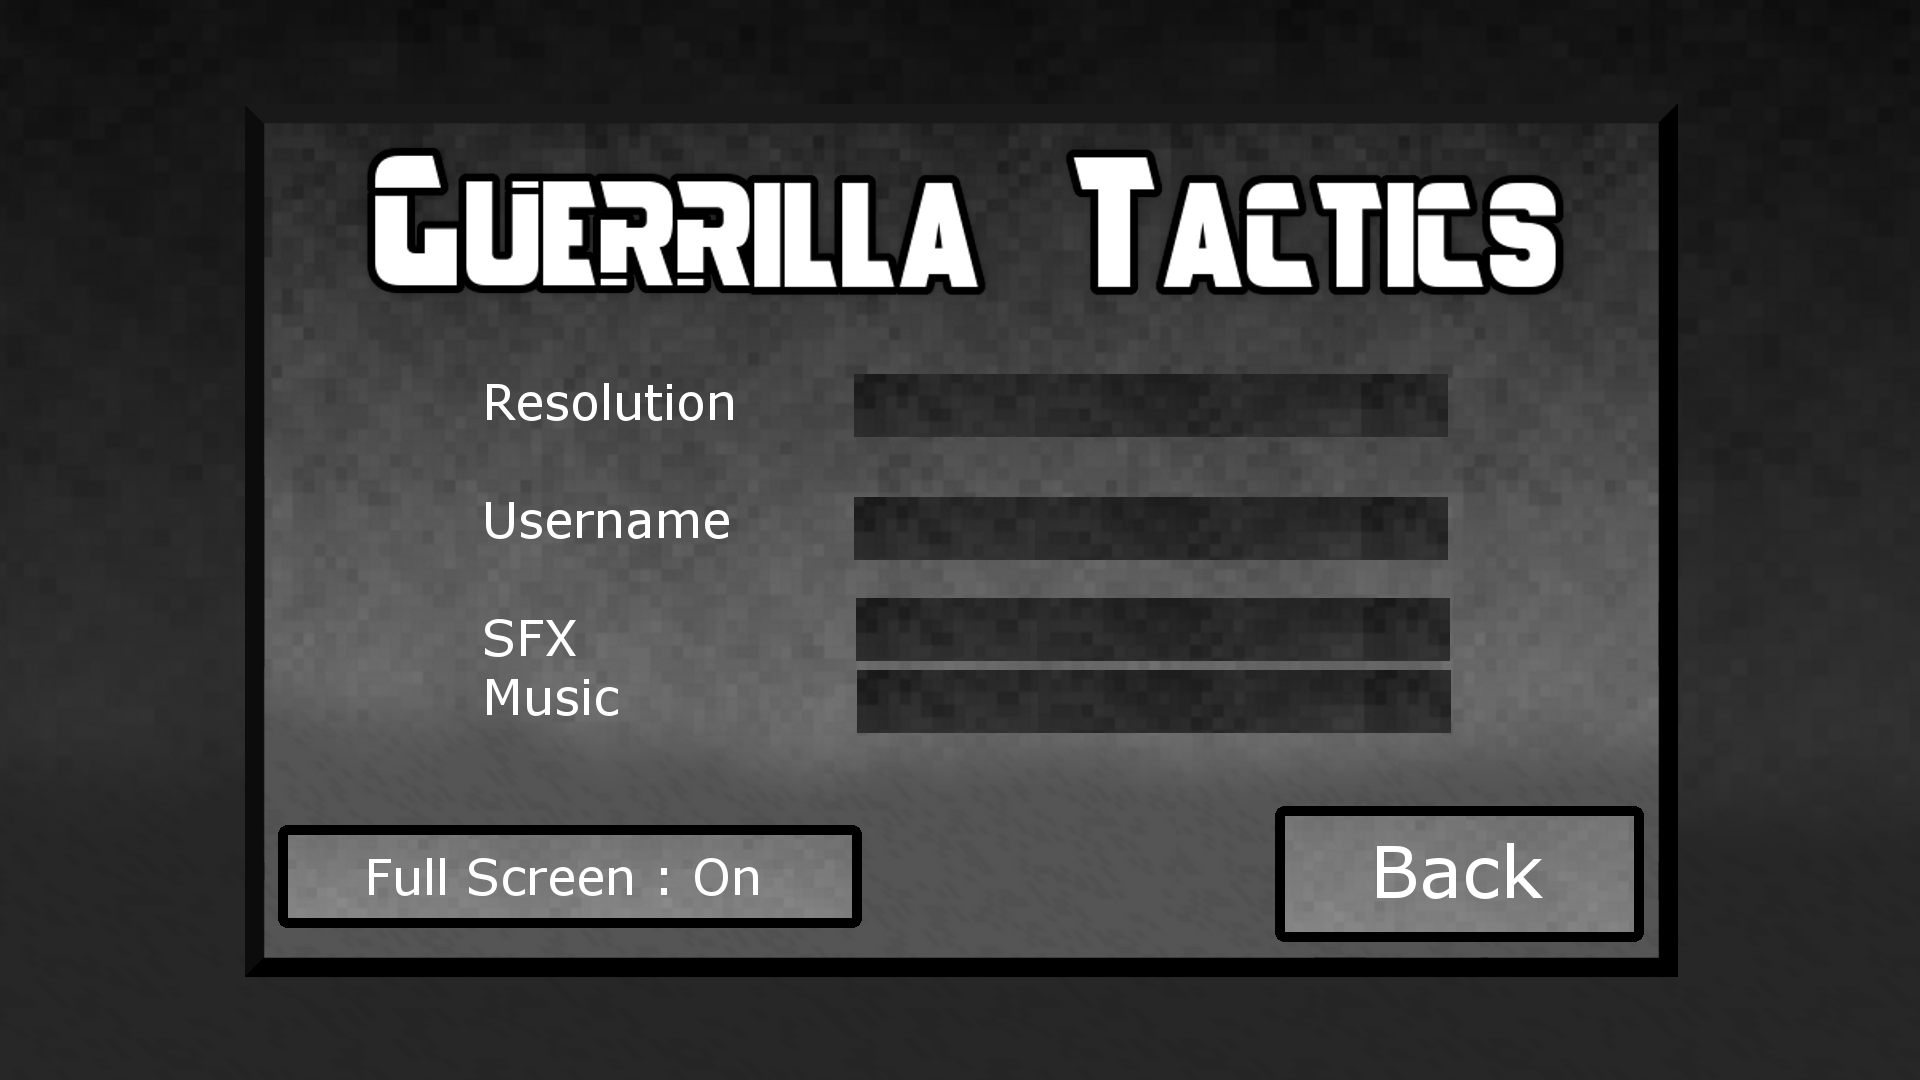 Guerrilla Tactics
Resolution
Username
SFX
Music
Full Screen : On
Back